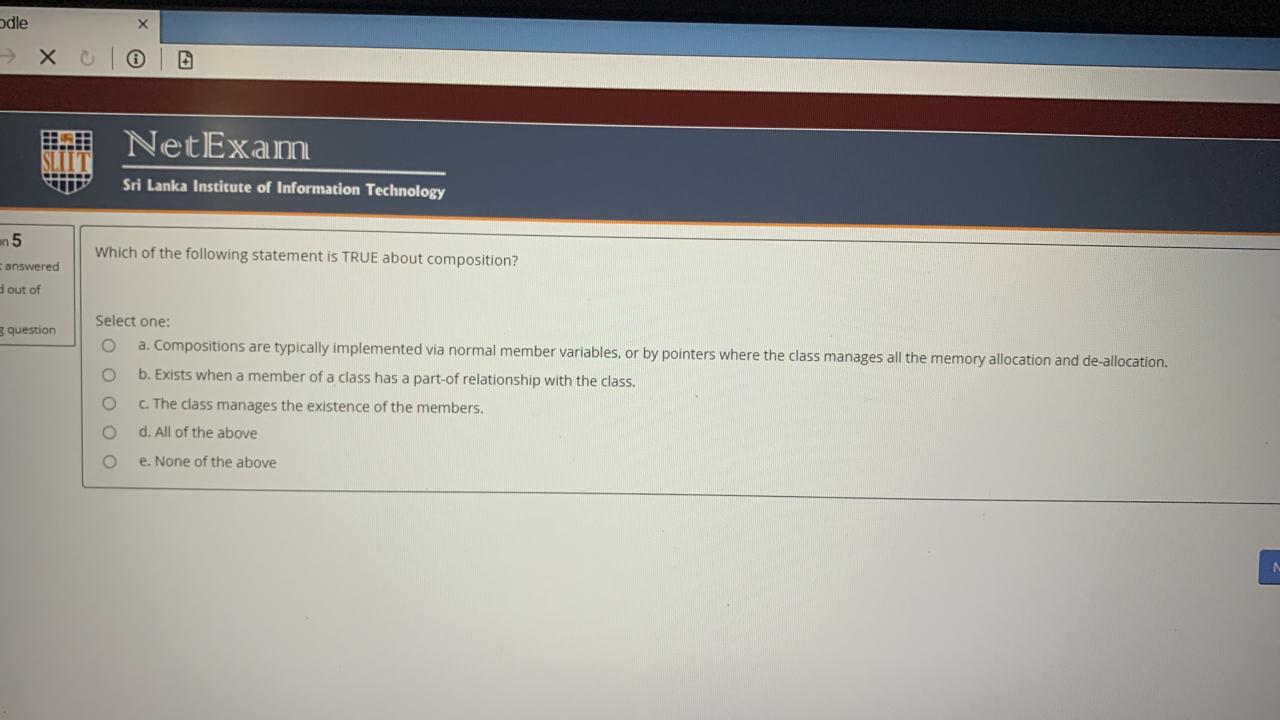 odle
SLIIT
NetExam
Sri Lanka Institute of Information Technology
5
answered
out of
question
Which of the following statement is TRUE about composition?
Select one:
a. Compositions are typically implemented via normal member variables, or by pointers where the class manages all the memory allocation and de-allocation.
b. Exists when a member of a class has a part-of relationship with the class.
c. The class manages the existence of the members.
d. All of the above
e. None of the above
N